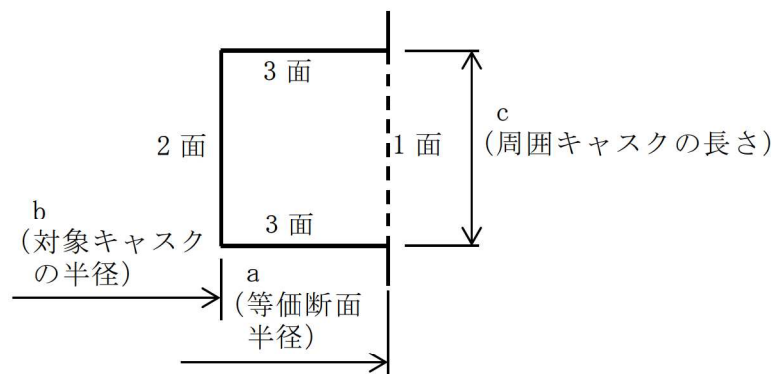 3 面
c
2 面
1 面
(周囲キャスクの長さ)
b
3 面
(対象キャスク
の半径)
a
(等価断面
半径)